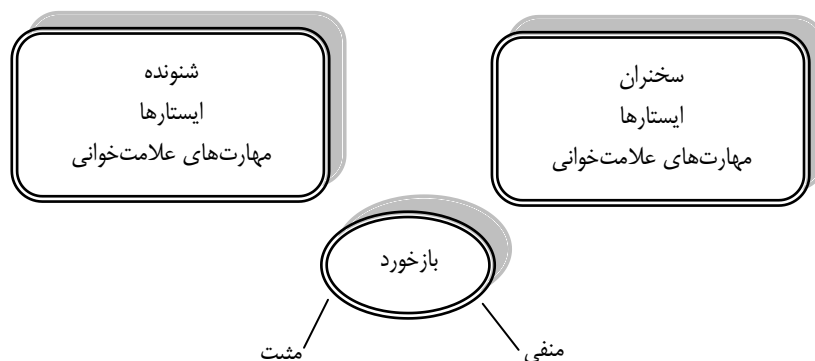 سخنران
ایستارها
مهارت‌های علامت‌خوانی
شنونده
ایستارها
مهارت‌های علامت‌خوانی
بازخورد
منفی
مثبت